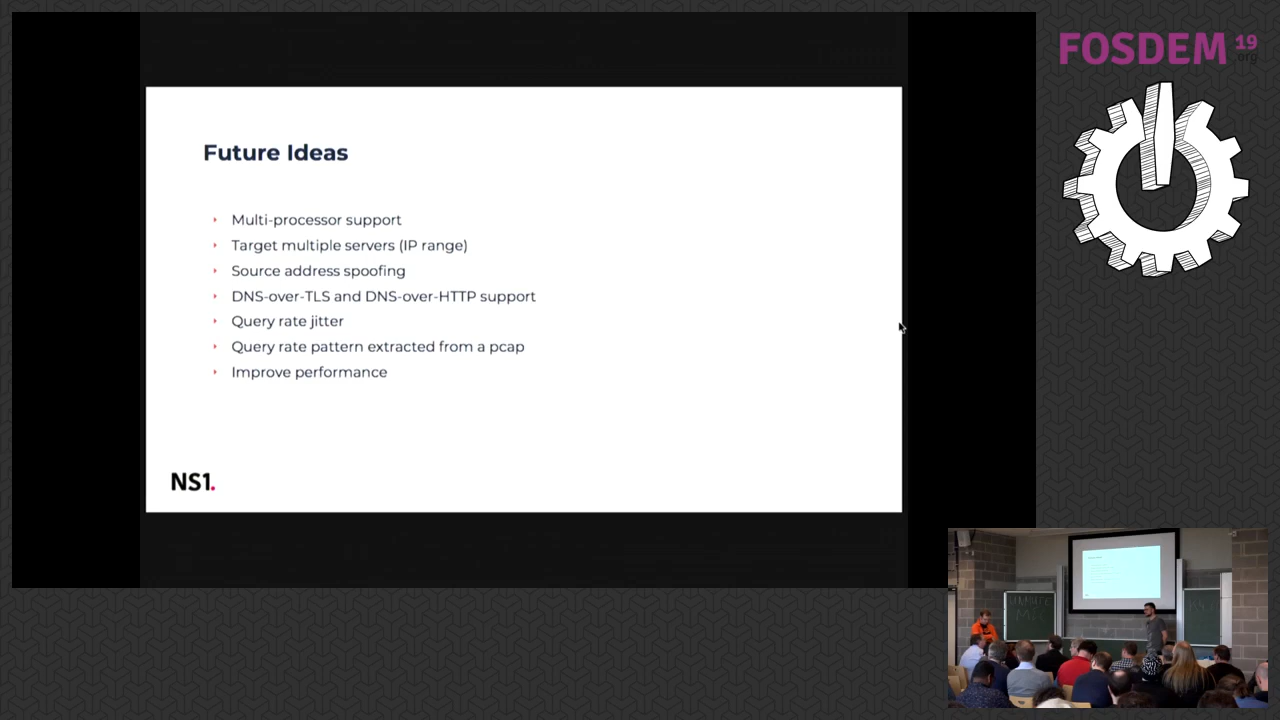 FOSDEM 19
.org
Future Ideas
Multi-processor support
Target multiple servers (IP range)
Source address spoofing
DNS-over-TLS and DNS-over-HTTP support
Query rate jitter
Query rate pattern extracted from a pcap
Improve performance
NS1.